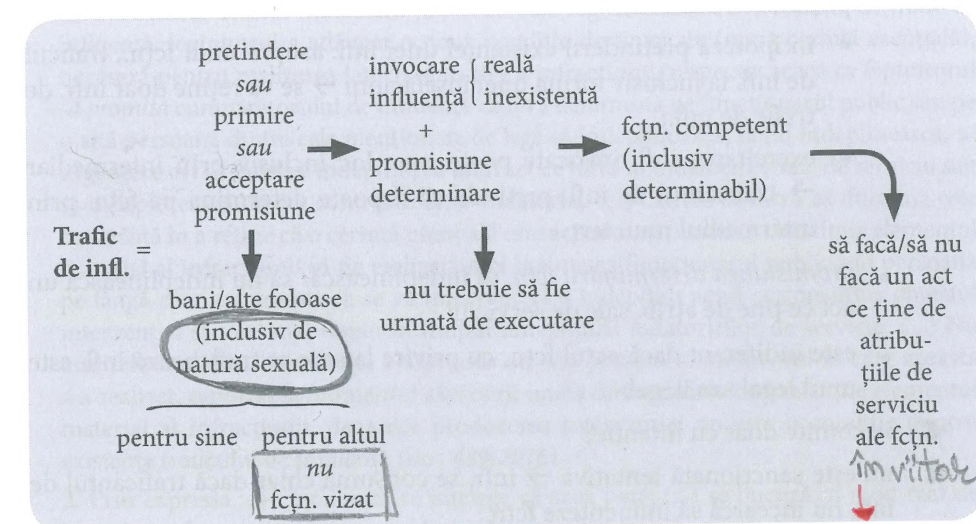 pretindere
sau
primire
sau
acceptare
promisiune
invocare | reală
influență | inexistentă
+
promisiune
determinare
fcțn. competent
(inclusiv
determinabil)
Trafic
de infl.
bani/alte foloase
(inclusiv de
natură sexuală)
nu trebuie să fie
urmată de executare
să facă/să nu
facă un act
ce ține de
atribu-
țiile de
serviciu
ale fcțn.
pentru sine
pentru altul
nu
fcțn. vizat
în viitor